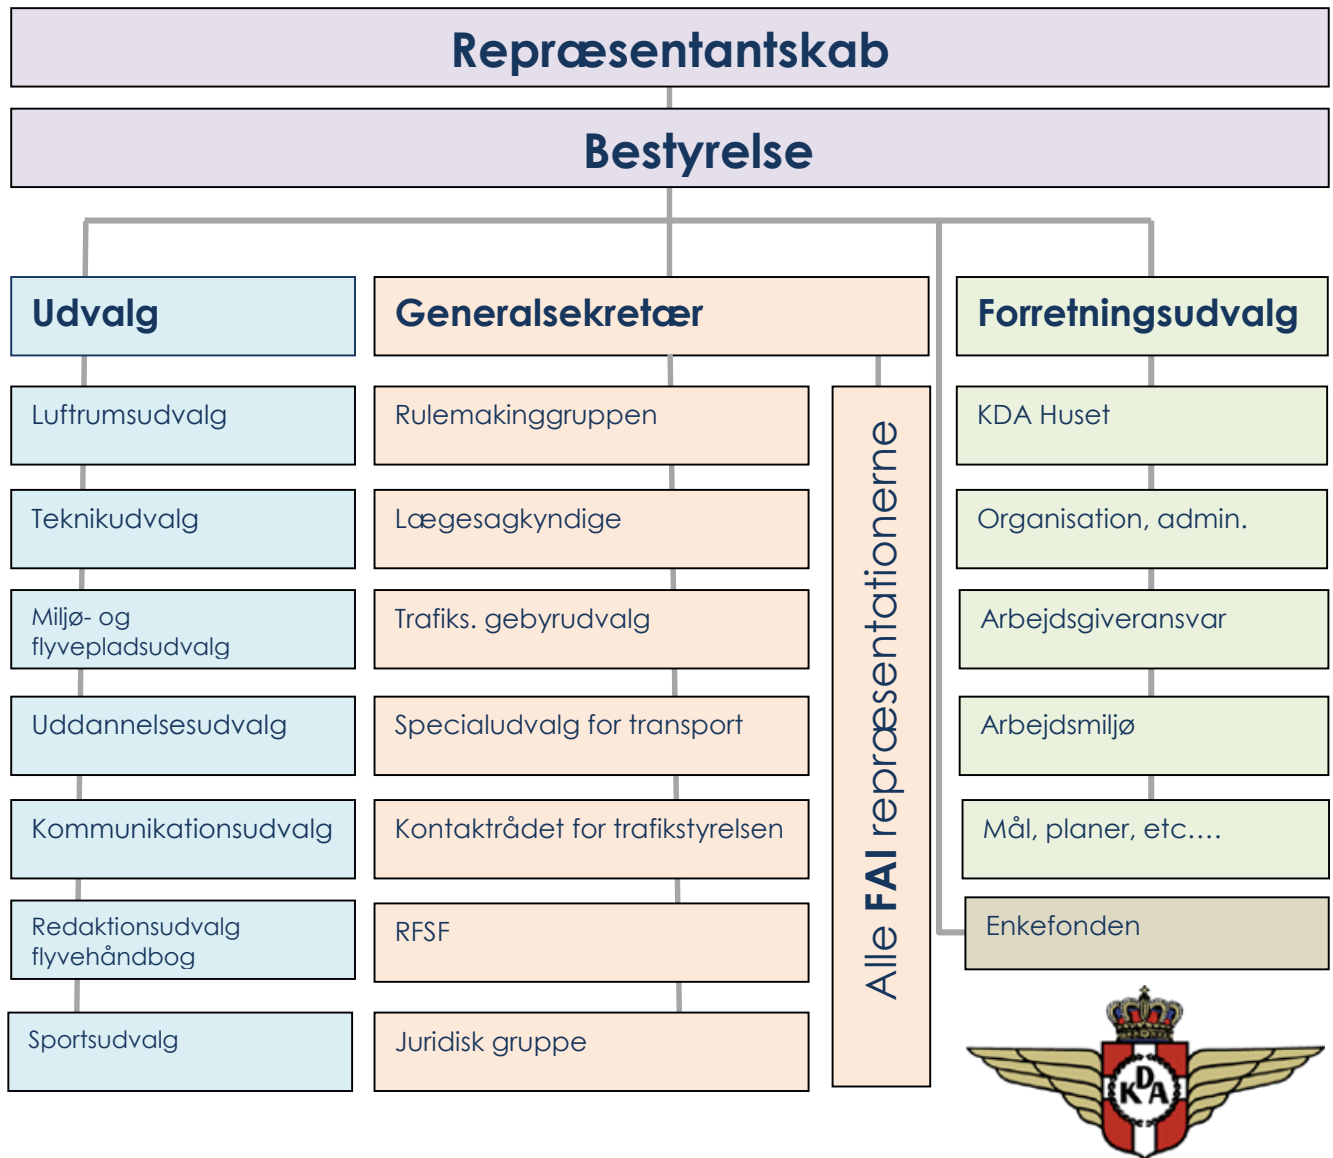 Repræsentantskab
Bestyrelse
Udvalg
Luftrumsudvalg
Teknikudvalg
Miljø- og
flyvepladsudvalg
Uddannelsesudvalg
Kommunikationsudvalg
Redaktionsudvalg
flyvehåndbog
Sportsudvalg
Generalsekretær
Rulemakinggruppen
Lægesagkyndige
Trafiks. gebyrudvalg
Specialudvalg for transport
Kontaktrådet for trafikstyrelsen
RFSF
Juridisk gruppe
Alle FAI repræsentationerne
Forretningsudvalg
KDA Huset
Organisation, admin.
Arbejdsgiveransvar
Arbejdsmiljø
Mål, planer, etc....
Enkefonden
KDA